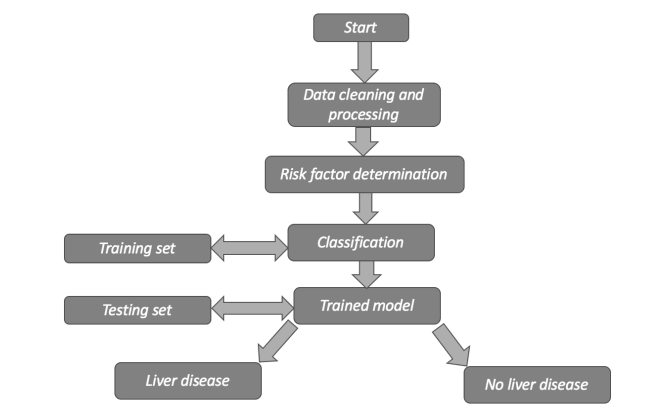 Start
Data cleaning and
processing
Risk factor determination
Classification
Training set
Trained model
Testing set
Liver disease
No liver disease